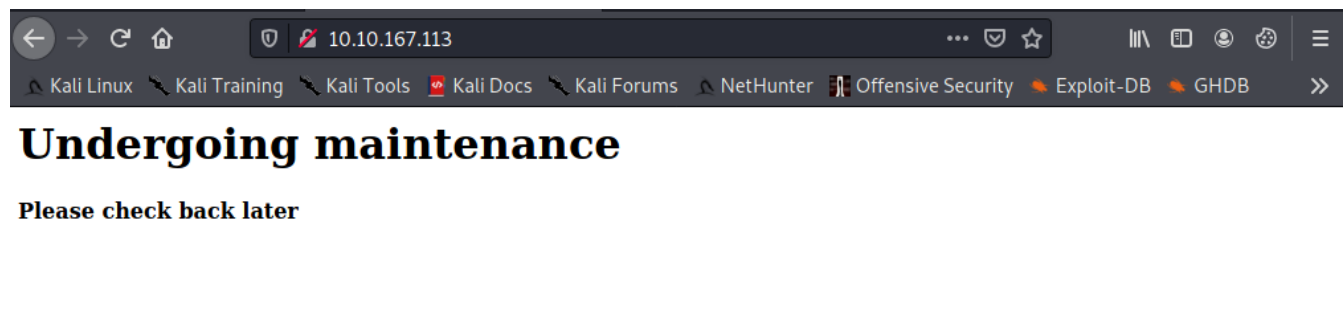 10.10.167.113
Kali Linux Kali Training Kali Tools Kali Docs Kali Forums NetHunter Offensive Security Exploit-DB GHDB
Undergoing maintenance
Please check back later